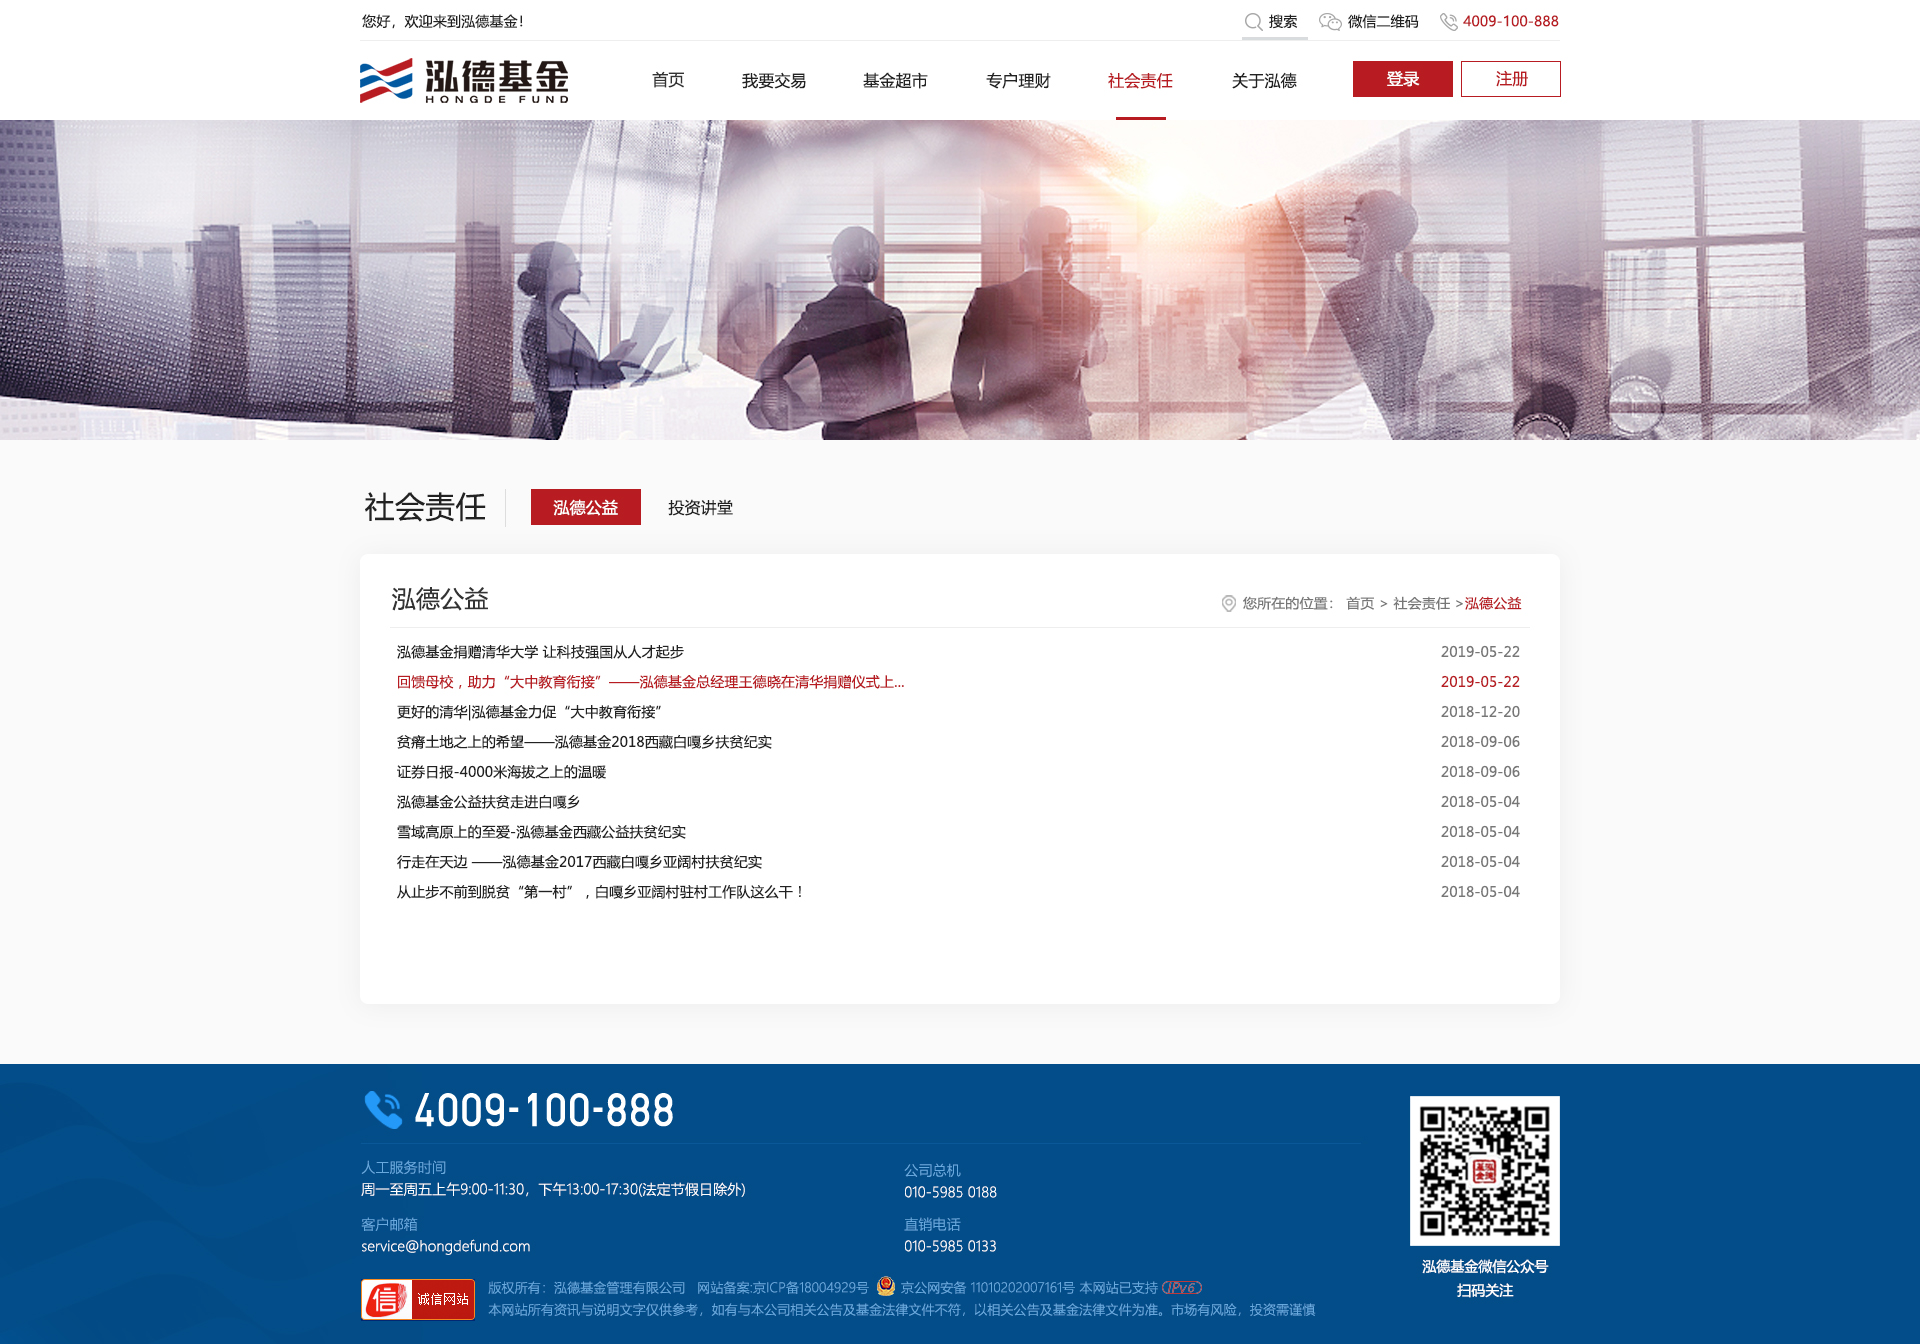 您好，欢迎来到泓德基金！
搜索
微信二维码
4009-100-888
泓德基金
HONGDE FUND
首页
我要交易
基金超市
专户理财
社会责任
关于泓德
登录
注册
社会责任
泓德公益
投资讲堂
泓德公益
您所在的位置： 首页 > 社会责任 >泓德公益
泓德基金捐赠清华大学 让科技强国从人才起步 2019-05-22
回馈母校，助力“大中教育衔接”——泓德基金总经理王德晓在清华捐赠仪式上... 2019-05-22
更好的清华|泓德基金力促“大中教育衔接” 2018-12-20
贫瘠土地之上的希望——泓德基金2018西藏白嘎乡扶贫纪实 2018-09-06
证券日报-4000米海拔之上的温暖 2018-09-06
泓德基金公益扶贫走进白嘎乡 2018-05-04
雪域高原上的至爱-泓德基金西藏公益扶贫纪实 2018-05-04
行走在天边 ——泓德基金2017西藏白嘎乡亚阔村扶贫纪实 2018-05-04
从止步不前到脱贫“第一村”，白嘎乡亚阔村驻村工作队这么干！ 2018-05-04
4009-100-888
人工服务时间
周一至周五上午9:00-11:30，下午13:00-17:30(法定节假日除外)
公司总机
010-5985 0188
客户邮箱
service@hongdefund.com
直销电话
010-5985 0133
泓德基金微信公众号
扫码关注
信 诚信网站
版权所有：泓德基金管理有限公司 网站备案:京ICP备18004929号 京公网安备 11010202007161号 本网站已支持 IPv6
本网站所有资讯与说明文字仅供参考，如有与本公司相关公告及基金法律文件不符，以相关公告及基金法律文件为准。市场有风险，投资需谨慎